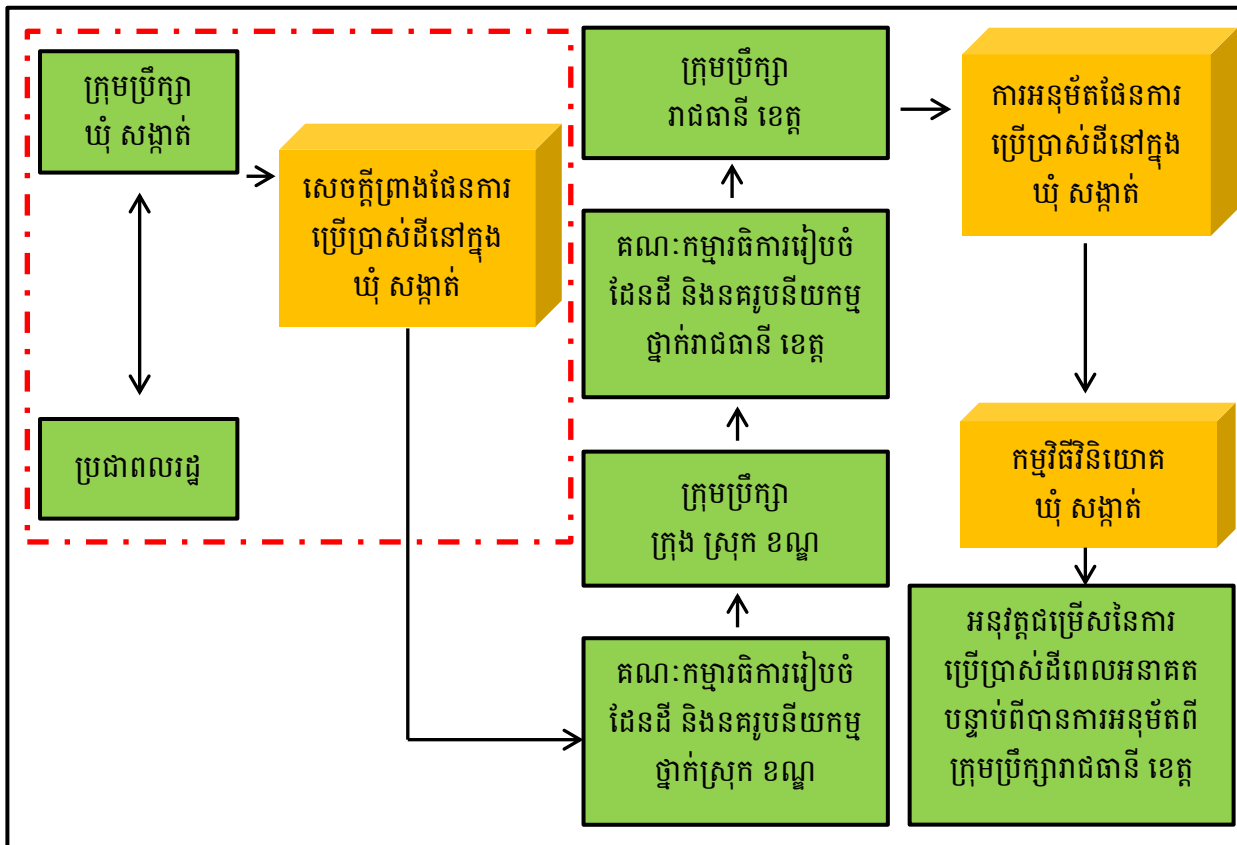 ក្រុមប្រឹក្សា
ឃុំ សង្កាត់
ប្រជាពលរដ្ឋ
សេចក្តីព្រាងផែនការ
ប្រើប្រាស់ដីនៅក្នុង
ឃុំ សង្កាត់
គណៈកម្មារធិការរៀបចំ
ដែនដី និងនគរូបនីយកម្ម
ថ្នាក់ស្រុក ខណ្ឌ
ក្រុមប្រឹក្សា
ក្រុង ស្រុក ខណ្ឌ
គណៈកម្មារធិការរៀបចំ
ដែនដី និងនគរូបនីយកម្ម
ថ្នាក់រាជធានី ខេត្ត
ក្រុមប្រឹក្សា
រាជធានី ខេត្ត
ការអនុម័តផែនការ
ប្រើប្រាស់ដីនៅក្នុង
ឃុំ សង្កាត់
កម្មវិធីវិនិយោគ
ឃុំ សង្កាត់
អនុវត្តជម្រើសនៃការ
ប្រើប្រាស់ដីពេលអនាគត
បន្ទាប់ពីបានការអនុម័តពី
ក្រុមប្រឹក្សារាជធានី ខេត្ត